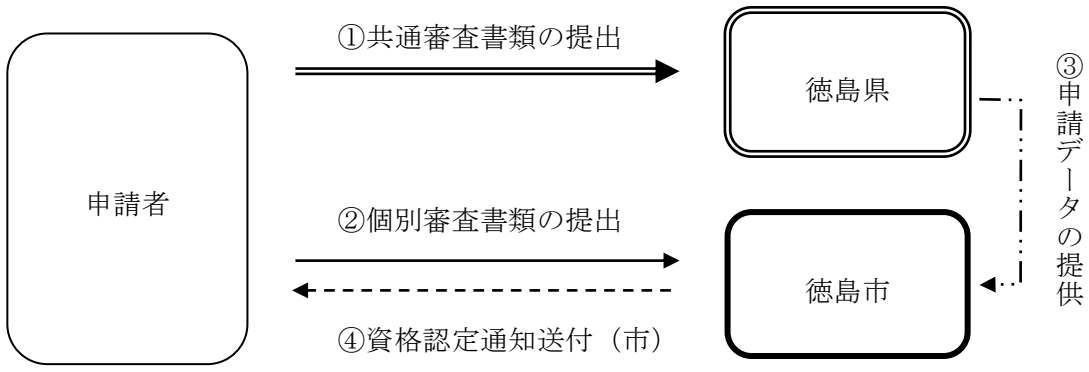 ①共通審査書類の提出
徳島県
③申請データの提供
申請者
②個別審査書類の提出
徳島市
④資格認定通知送付（市）